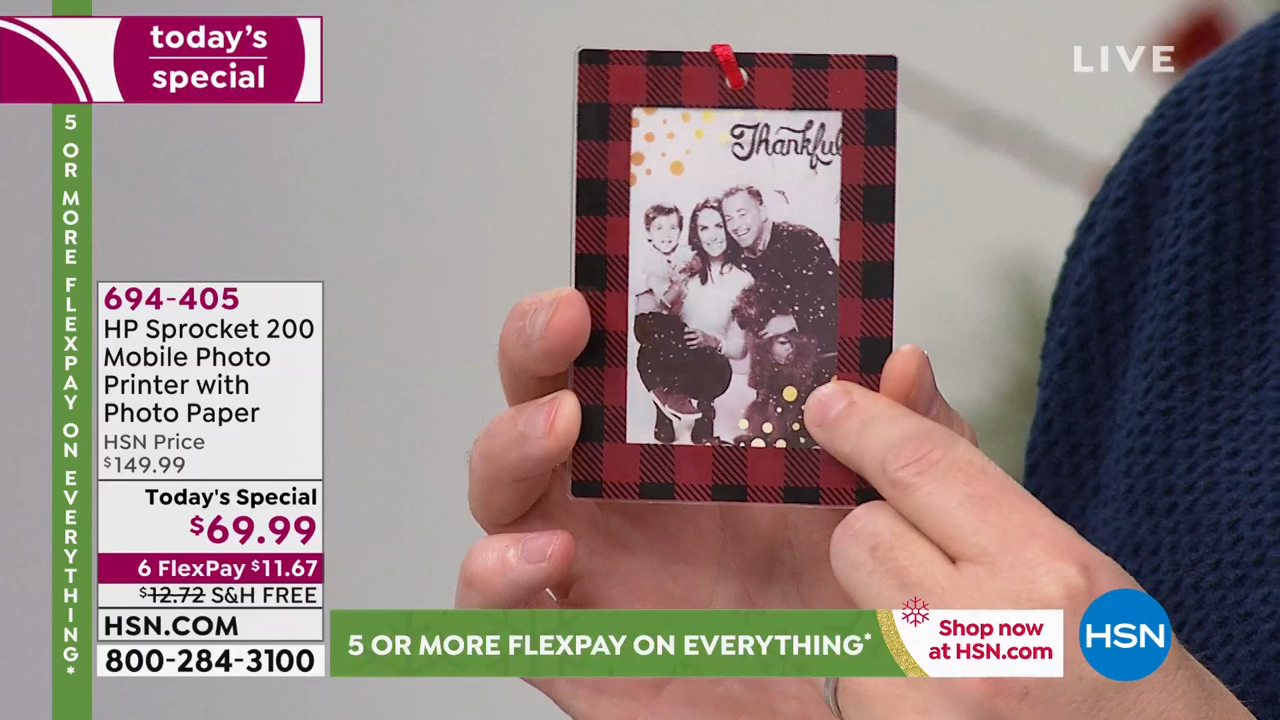 today's
special
LIVE
5 OR MORE FLEXPAY ON EVERYTHING*
Thankful
694-405
HP Sprocket 200
Mobile Photo
Printer with
Photo Paper
HSN Price
$149.99
Today's Special
$69.99
6 FlexPay $11.67
$12.72 S&H FREE
HSN.COM
800-284-3100
5 OR MORE FLEXPAY ON EVERYTHING*
Shop now
at HSN.com
HSN